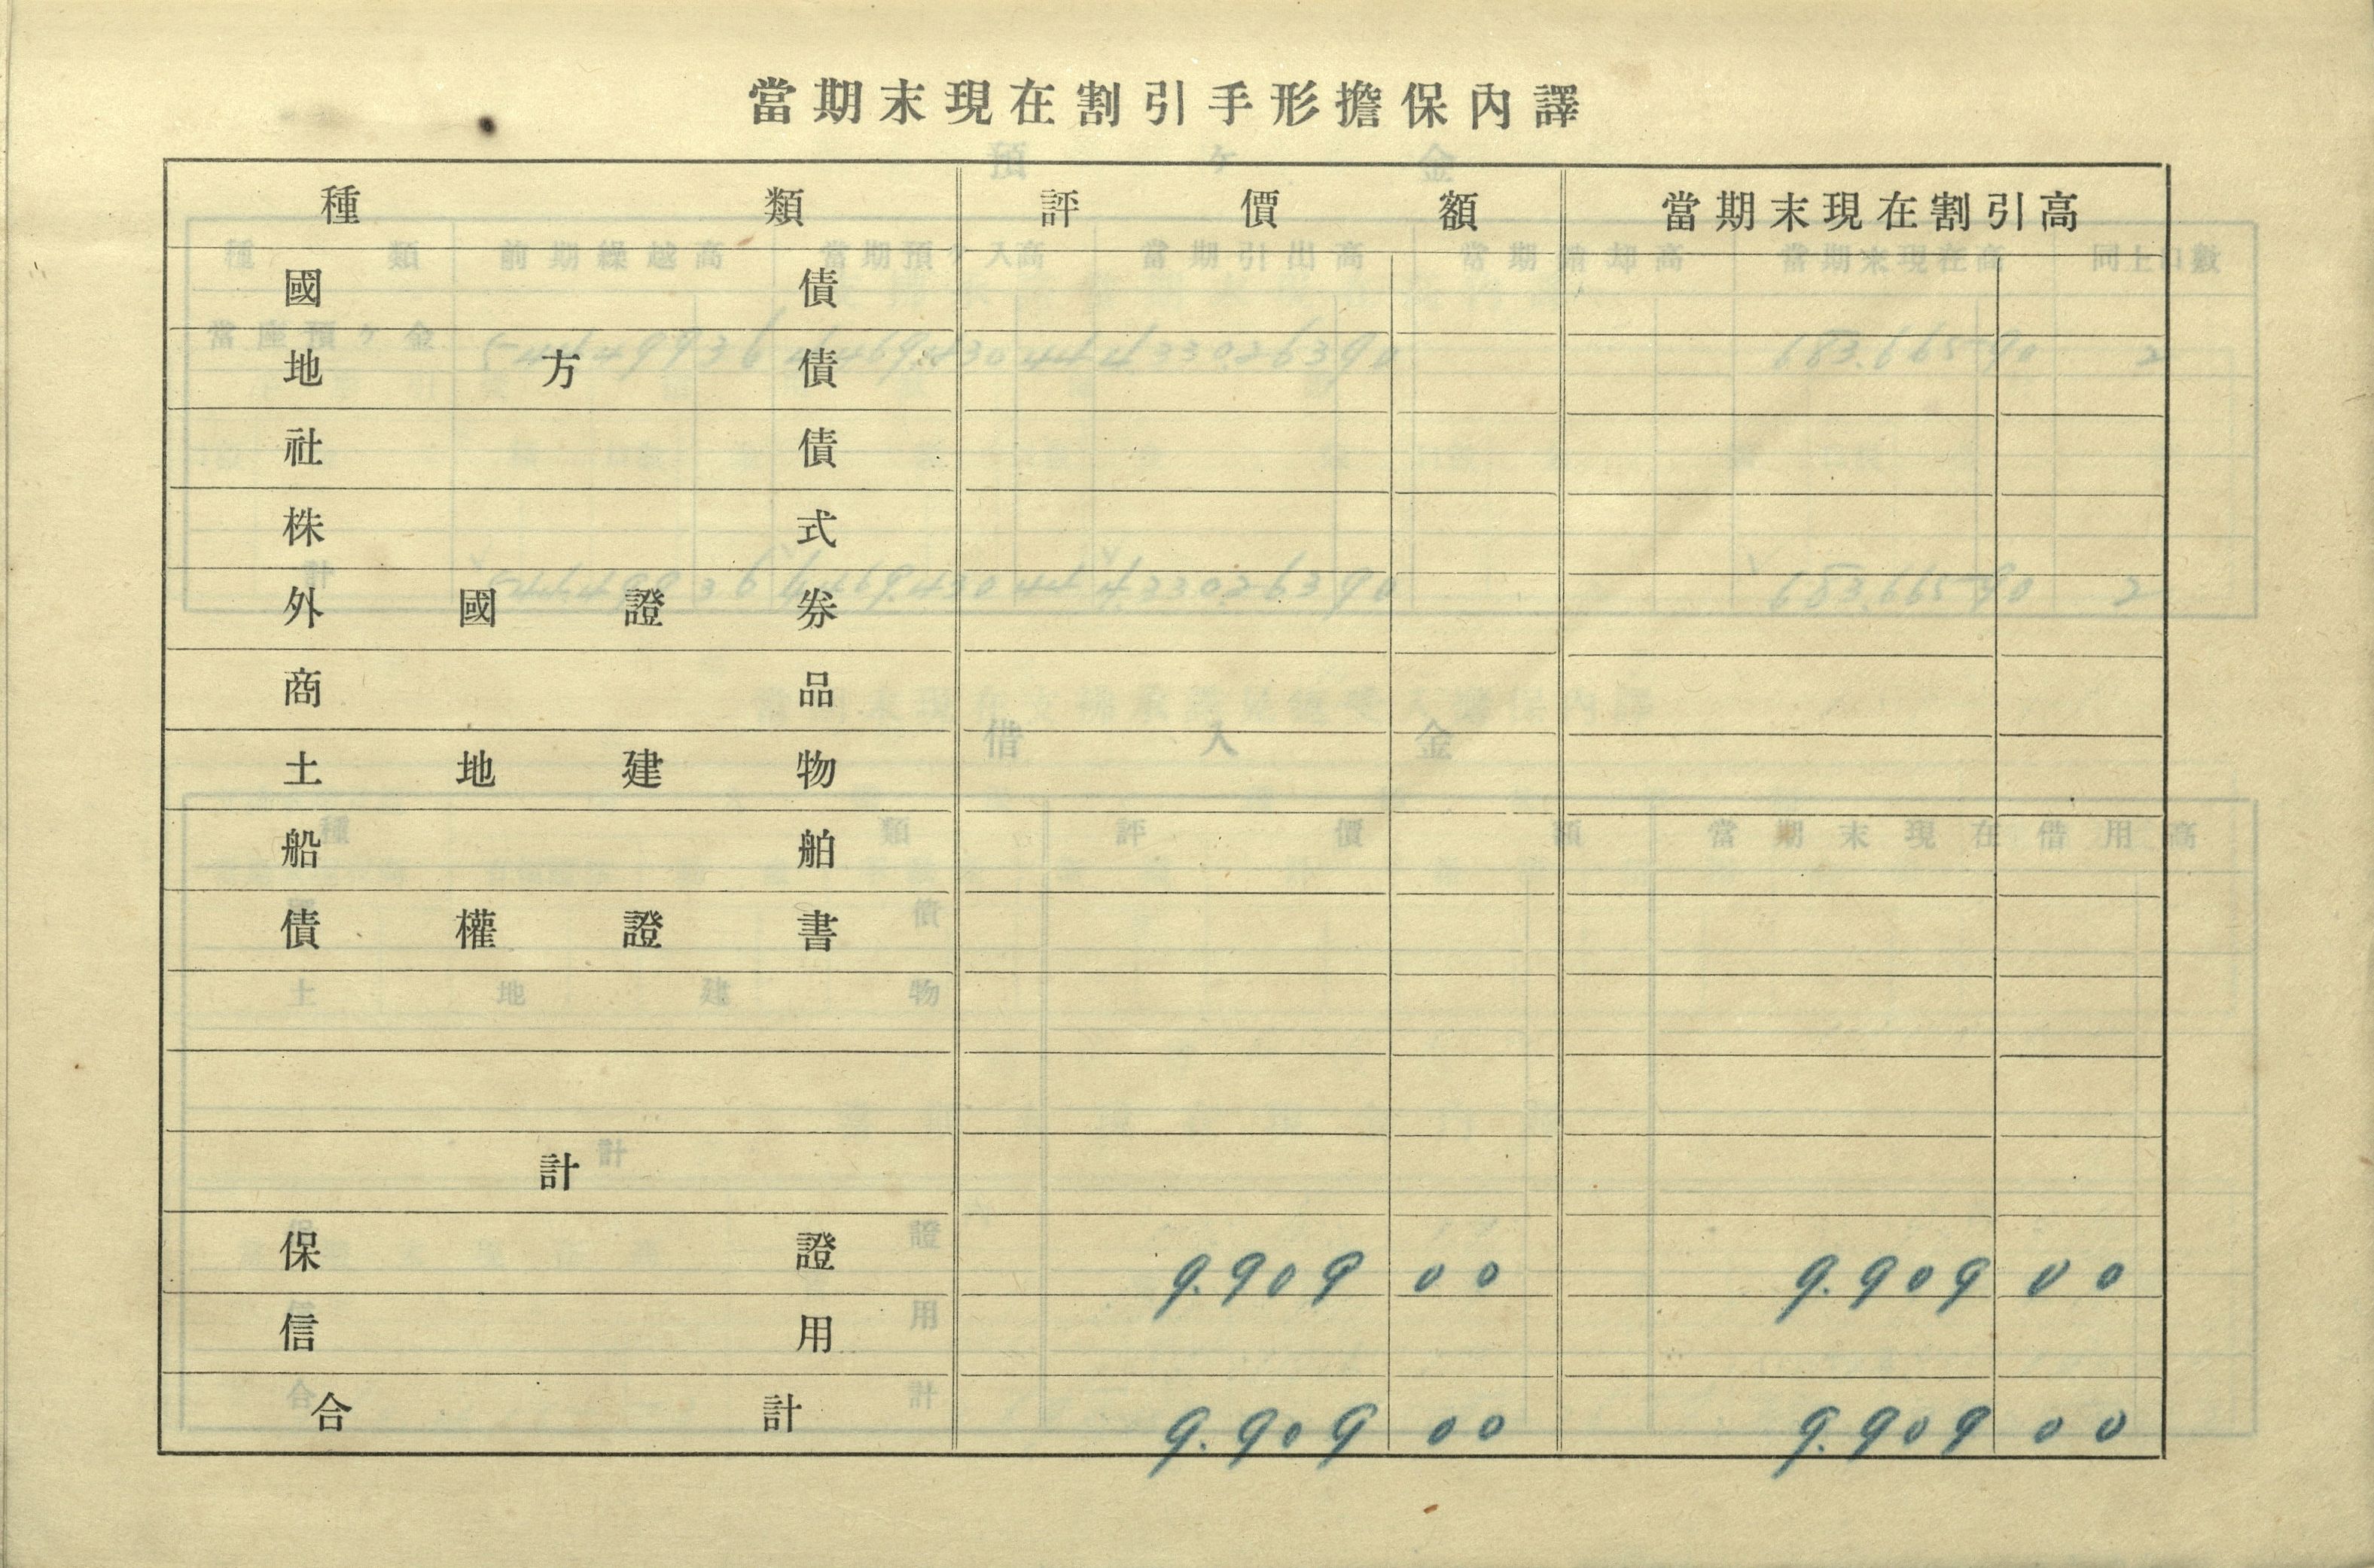 當期末現在割引手形擔保內譯
種類 評價額 當期末現在割引高
國債
地方債
社債
株式
外國證券
商品
土地建物
船舶
債權證書
計
保證 9.909 00 9.909 00
信用
合計 9.909 00 9.909 00